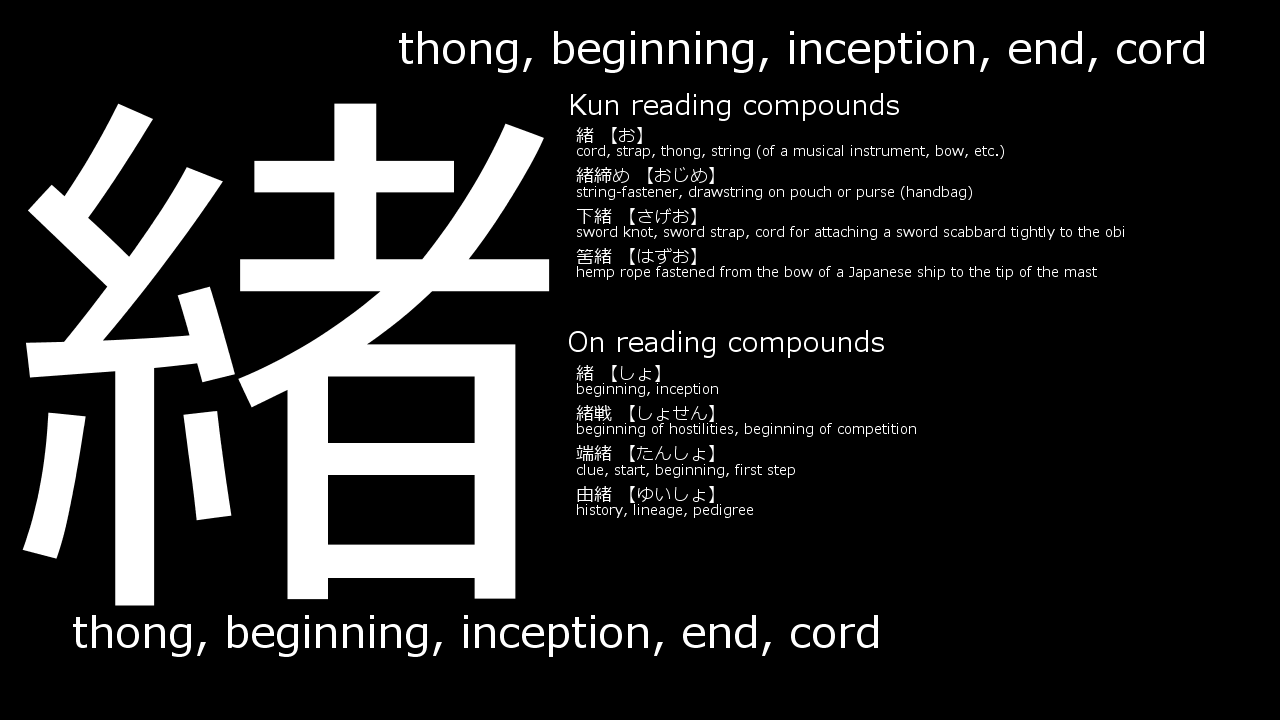 thong, beginning, inception, end, cord
緒
Kun reading compounds
緒 【お】
cord, strap, thong, string (of a musical instrument, bow, etc.)
緒締め 【おじめ】
string-fastener, drawstring on pouch or purse (handbag)
下緒 【さげお】
sword knot, sword strap, cord for attaching a sword scabbard tightly to the obi
筈緒 【はずお】
hemp rope fastened from the bow of a Japanese ship to the tip of the mast
On reading compounds
緒 【しょ】
beginning, inception
緒戦 【しょせん】
beginning of hostilities, beginning of competition
端緒 【たんしょ】
clue, start, beginning, first step
由緒 【ゆいしょ】
history, lineage, pedigree
thong, beginning, inception, end, cord